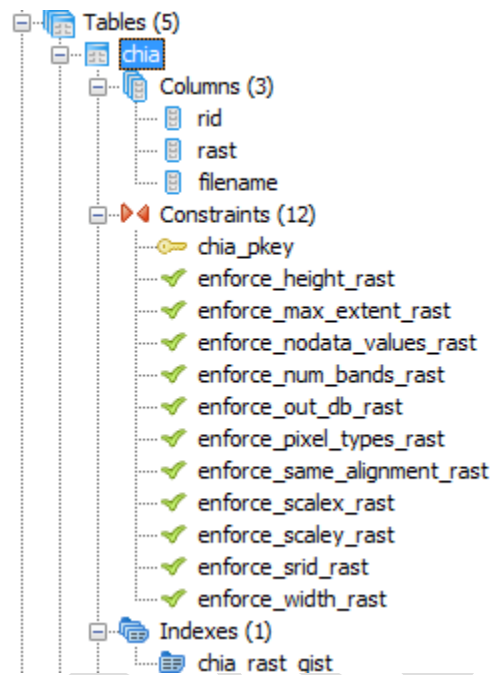 Tables (5)
chia
Columns (3)
rid
rast
filename
Constraints (12)
chia_pkey
enforce_height_rast
enforce_max_extent_rast
enforce_nodata_values_rast
enforce_num_bands_rast
enforce_out_db_rast
enforce_pixel_types_rast
enforce_same_alignment_rast
enforce_scalex_rast
enforce_scaley_rast
enforce_srid_rast
enforce_width_rast
Indexes (1)
chia_rast_gist